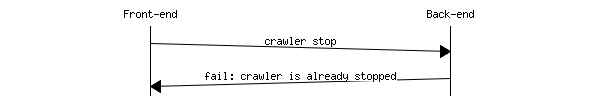 Front-end Back-end
crawler stop
fail: crawler is already stopped